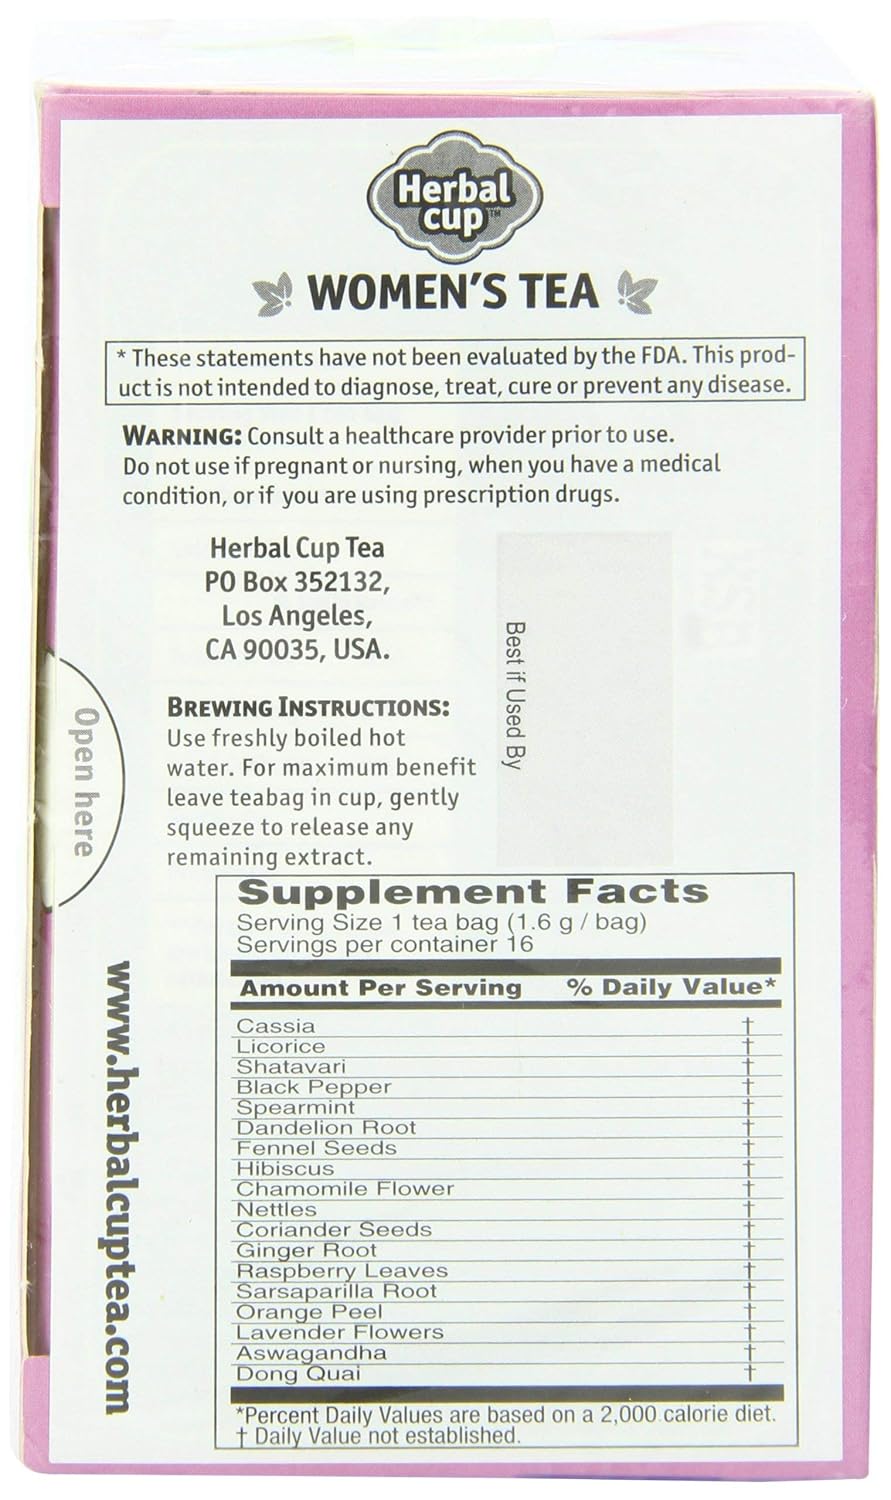 Herbal
cup™
WOMEN'S TEA
* These statements have not been evaluated by the FDA. This prod-
uct is not intended to diagnose, treat, cure or prevent any disease.
WARNING: Consult a healthcare provider prior to use.
Do not use if pregnant or nursing, when you have a medical
condition, or if you are using prescription drugs.
Herbal Cup Tea
PO Box 352132,
Los Angeles,
CA 90035, USA.
Best if Used By
BREWING INSTRUCTIONS:
Use freshly boiled hot
water. For maximum benefit
leave teabag in cup, gently
squeeze to release any
remaining extract.
Open here
www.herbalcuptea.com
Supplement Facts
Serving Size 1 tea bag (1.6 g / bag)
Servings per container 16
Amount Per Serving % Daily Value*
Cassia †
Licorice †
Shatavari †
Black Pepper †
Spearmint †
Dandelion Root †
Fennel Seeds †
Hibiscus †
Chamomile Flower †
Nettles †
Coriander Seeds †
Ginger Root †
Raspberry Leaves †
Sarsaparilla Root †
Orange Peel †
Lavender Flowers †
Aswagandha †
Dong Quai †
*Percent Daily Values are based on a 2,000 calorie diet.
† Daily Value not established.